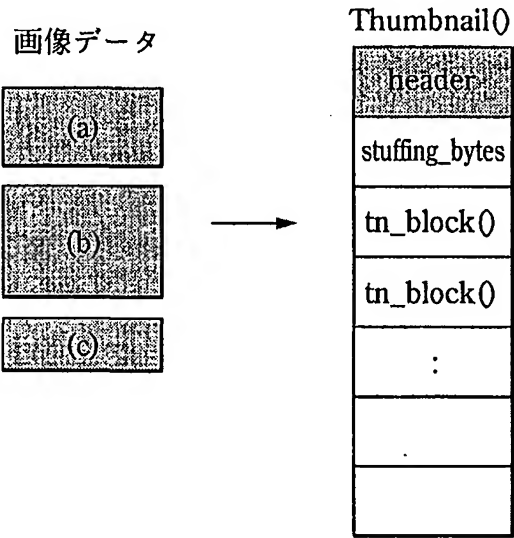 画像データ
(a)
(b)
(c)
Thumbnail()
header
stuffing_bytes
tn_block()
tn_block()
: